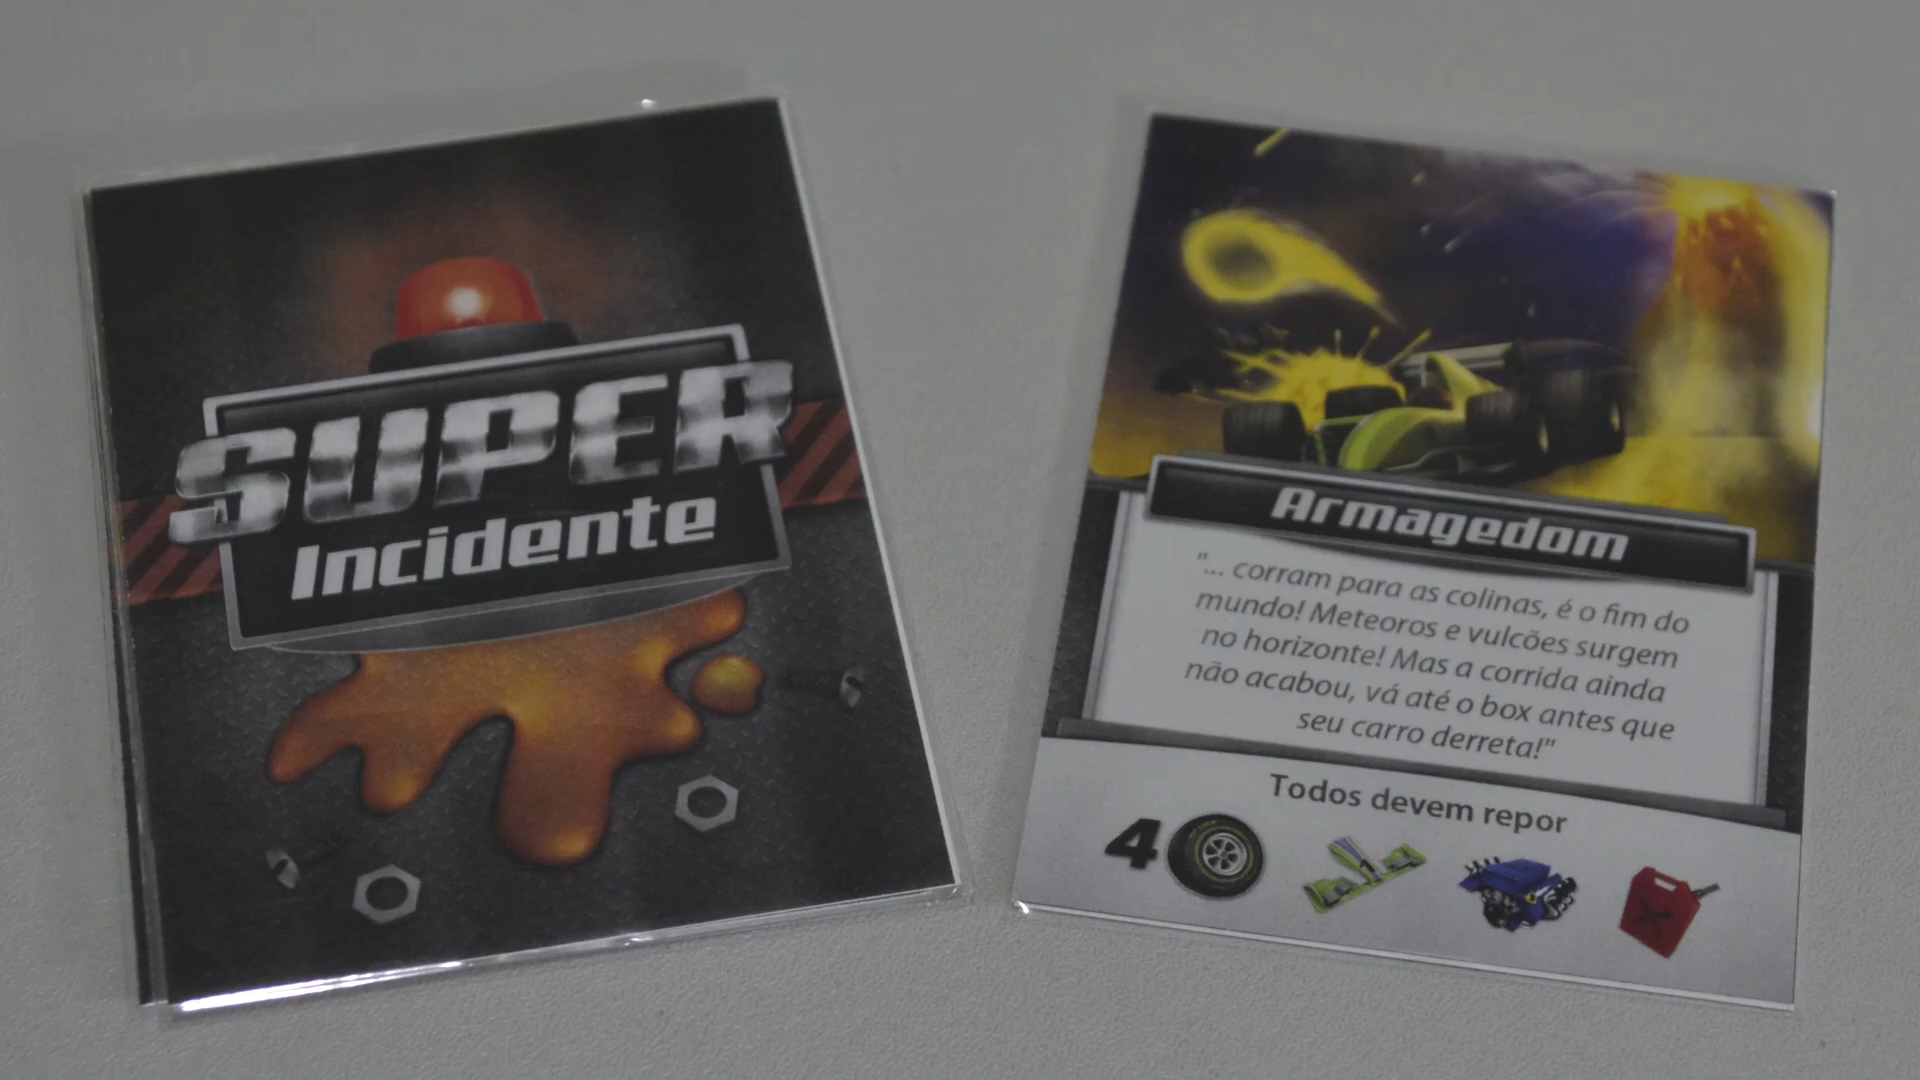 SUPER
Incidente
Armagedom
"... corram para as colinas, é o fim do
mundo! Meteoros e vulcões surgem
no horizonte! Mas a corrida ainda
não acabou, vá até o box antes que
seu carro derreta!"
Todos devem repor
4